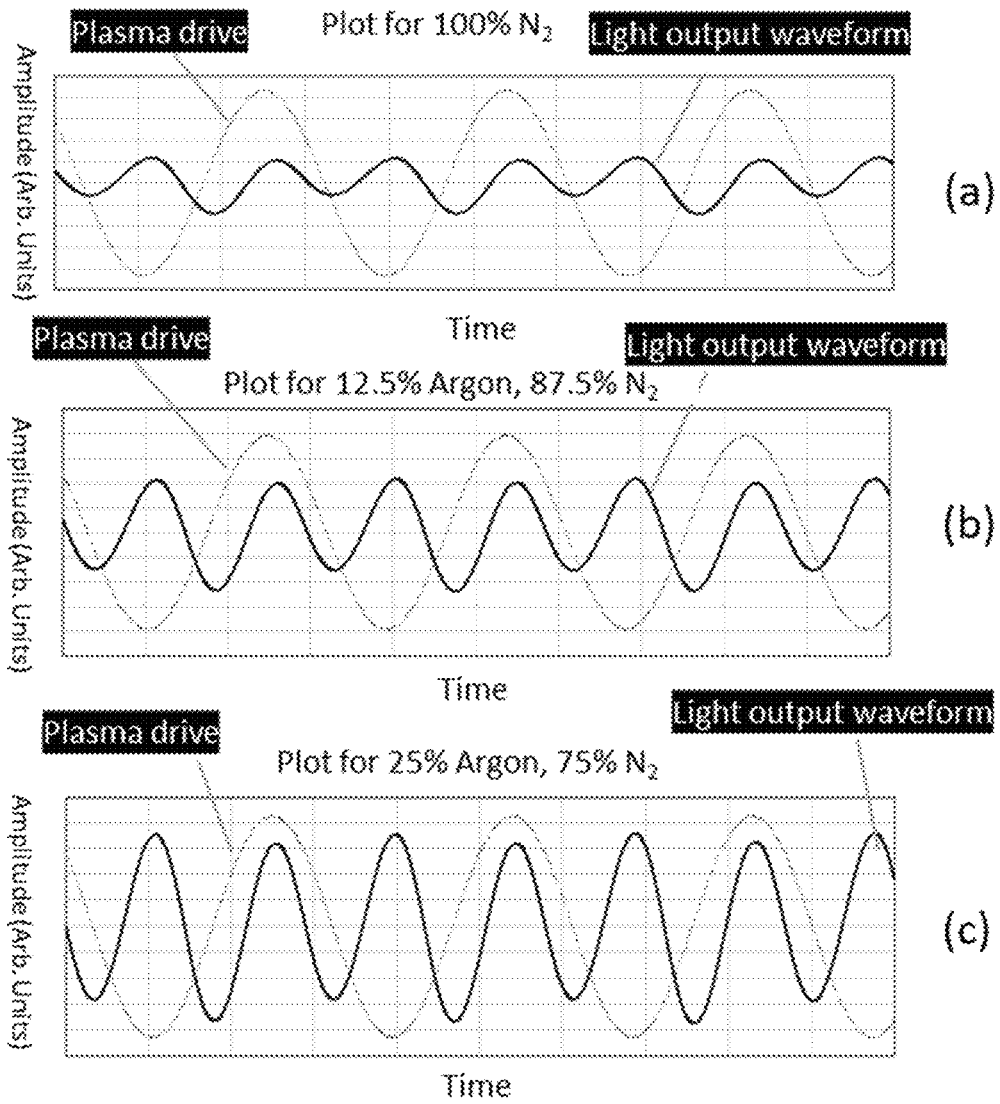 Plasma drive
Plot for 100% N₂
Light output waveform
Amplitude (Arb. Units)
(a)
Time
Plasma drive
Light output waveform
Plot for 12.5% Argon, 87.5% N₂
Amplitude (Arb. Units)
(b)
Time
Plasma drive
Light output waveform
Plot for 25% Argon, 75% N₂
Amplitude (Arb. Units)
(c)
Time